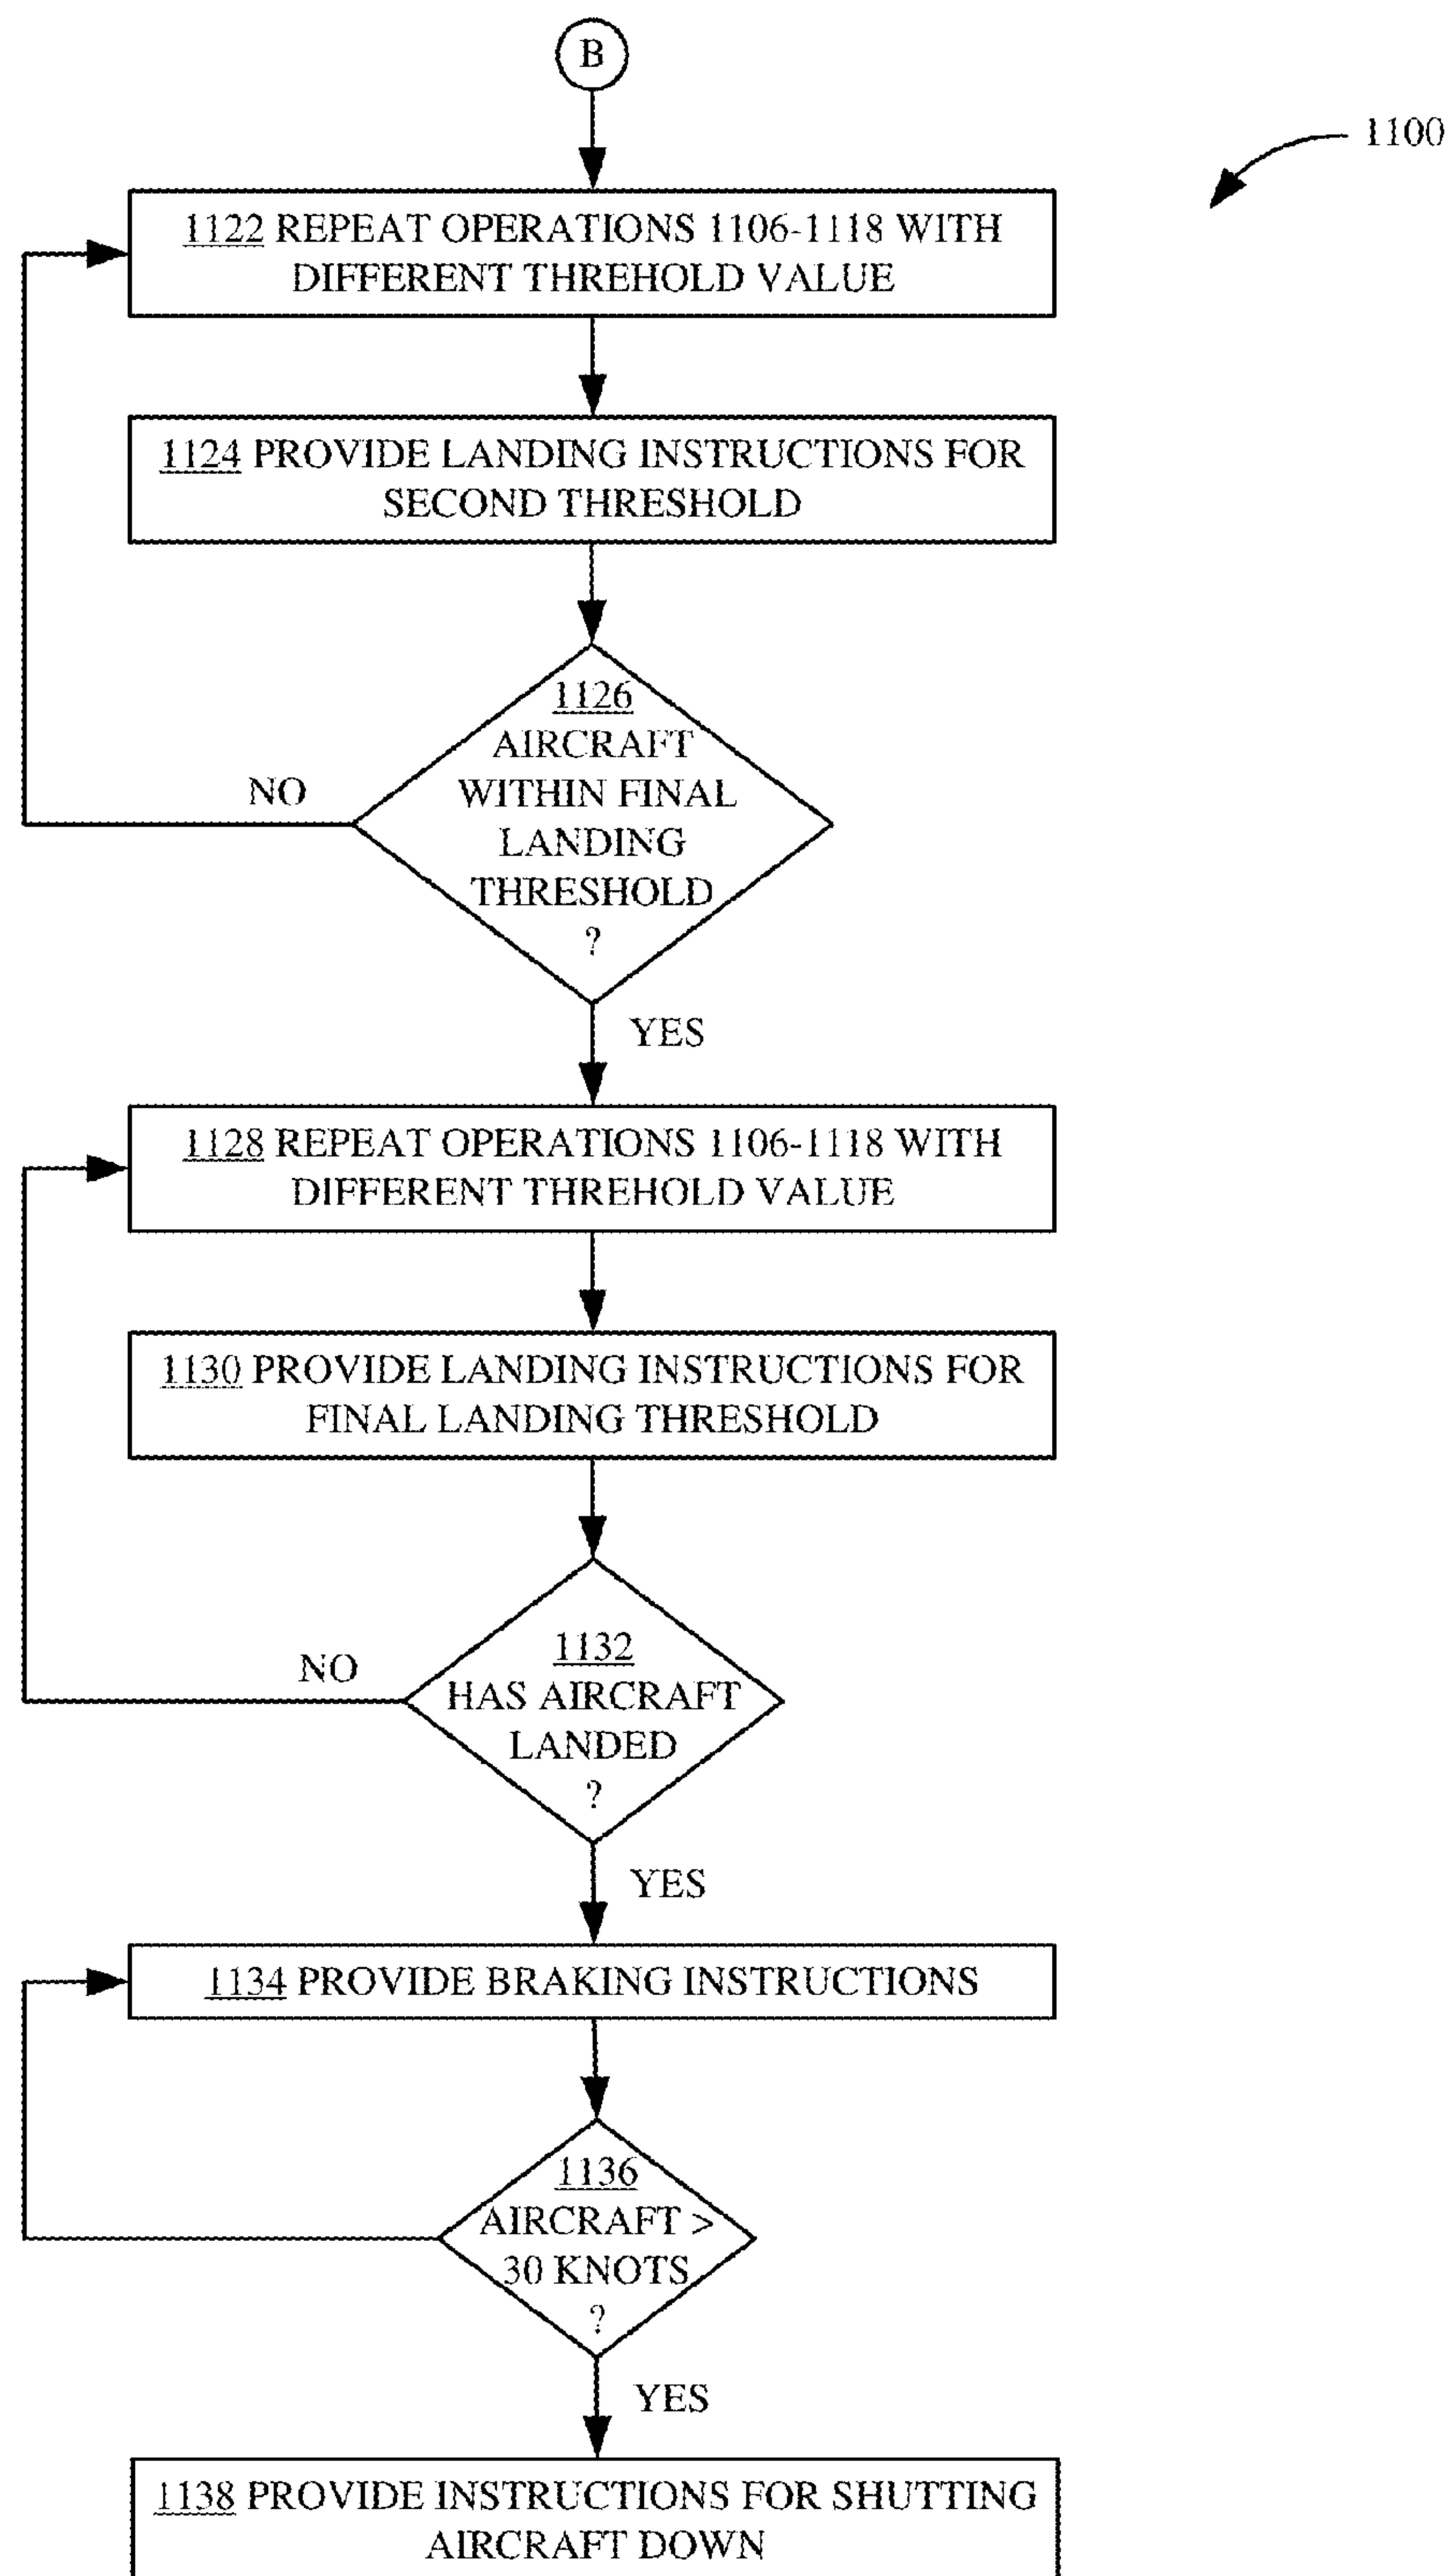 B
1100
1122 REPEAT OPERATIONS 1106-1118 WITH
DIFFERENT THREHOLD VALUE
1124 PROVIDE LANDING INSTRUCTIONS FOR
SECOND THRESHOLD
1126
AIRCRAFT
WITHIN FINAL
LANDING
THRESHOLD
?
NO
YES
1128 REPEAT OPERATIONS 1106-1118 WITH
DIFFERENT THREHOLD VALUE
1130 PROVIDE LANDING INSTRUCTIONS FOR
FINAL LANDING THRESHOLD
1132
HAS AIRCRAFT
LANDED
?
NO
YES
1134 PROVIDE BRAKING INSTRUCTIONS
1136
AIRCRAFT >
30 KNOTS
?
YES
1138 PROVIDE INSTRUCTIONS FOR SHUTTING
AIRCRAFT DOWN